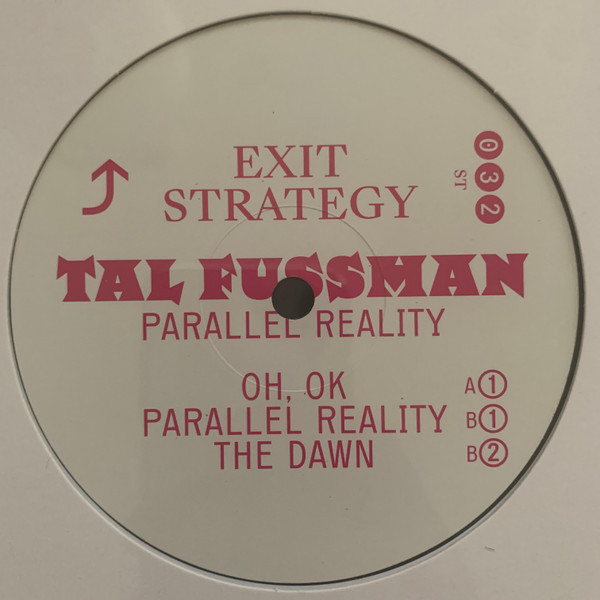 EXIT
STRATEGY
ST 032
TAL FUSSMAN
PARALLEL REALITY
OH, OK A1
PARALLEL REALITY B1
THE DAWN B2